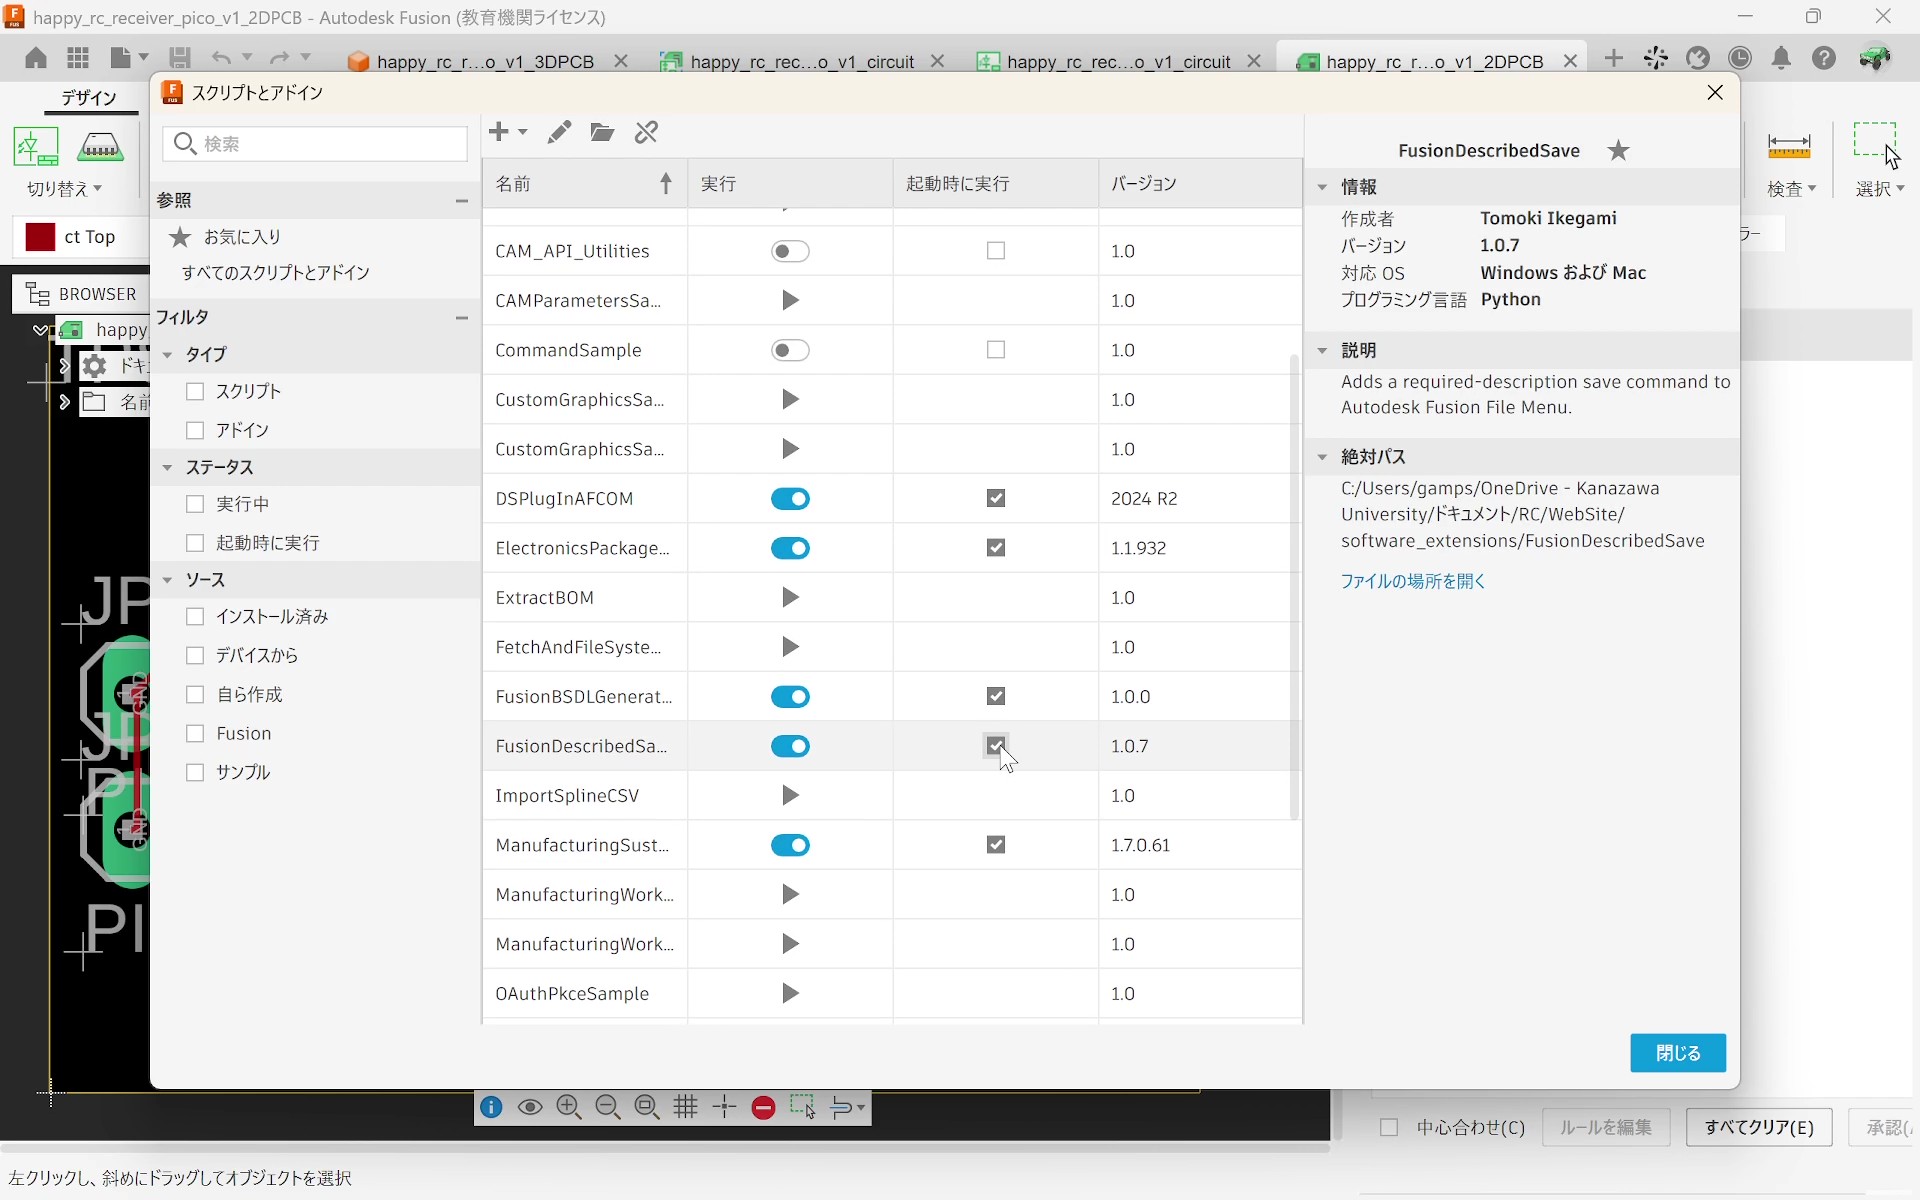 happy_rc_receiver_pico_v1_2DPCB - Autodesk Fusion (教育機関ライセンス)
happy_rc_r...o_v1_3DPCB
happy_rc_rec...o_v1_circuit
happy_rc_rec...o_v1_circuit
happy_rc_r...o_v1_2DPCB
デザイン
切り替え
ct Top
BROWSER
happy
ドキ
名前
検査
選択
ラー
スクリプトとアドイン
検索
参照
お気に入り
すべてのスクリプトとアドイン
フィルタ
タイプ
スクリプト
アドイン
ステータス
実行中
起動時に実行
ソース
インストール済み
デバイスから
自ら作成
Fusion
サンプル
名前 実行 起動時に実行 バージョン
CAM_API_Utilities 1.0
CAMParametersSa... 1.0
CommandSample 1.0
CustomGraphicsSa... 1.0
CustomGraphicsSa... 1.0
DSPlugInAFCOM 2024 R2
ElectronicsPackage... 1.1.932
ExtractBOM 1.0
FetchAndFileSyste... 1.0
FusionBSDLGenerat... 1.0.0
FusionDescribedSa... 1.0.7
ImportSplineCSV 1.0
ManufacturingSust... 1.7.0.61
ManufacturingWork... 1.0
ManufacturingWork... 1.0
OAuthPkceSample 1.0
FusionDescribedSave
情報
作成者 Tomoki Ikegami
バージョン 1.0.7
対応 OS Windows および Mac
プログラミング言語 Python
説明
Adds a required-description save command to
Autodesk Fusion File Menu.
絶対パス
C:/Users/gamps/OneDrive - Kanazawa
University/ドキュメント/RC/WebSite/
software_extensions/FusionDescribedSave
ファイルの場所を開く
閉じる
JP
GND
JP
GND
PI
中心合わせ(C)
ルールを編集
すべてクリア(E)
承認(
左クリックし、斜めにドラッグしてオブジェクトを選択